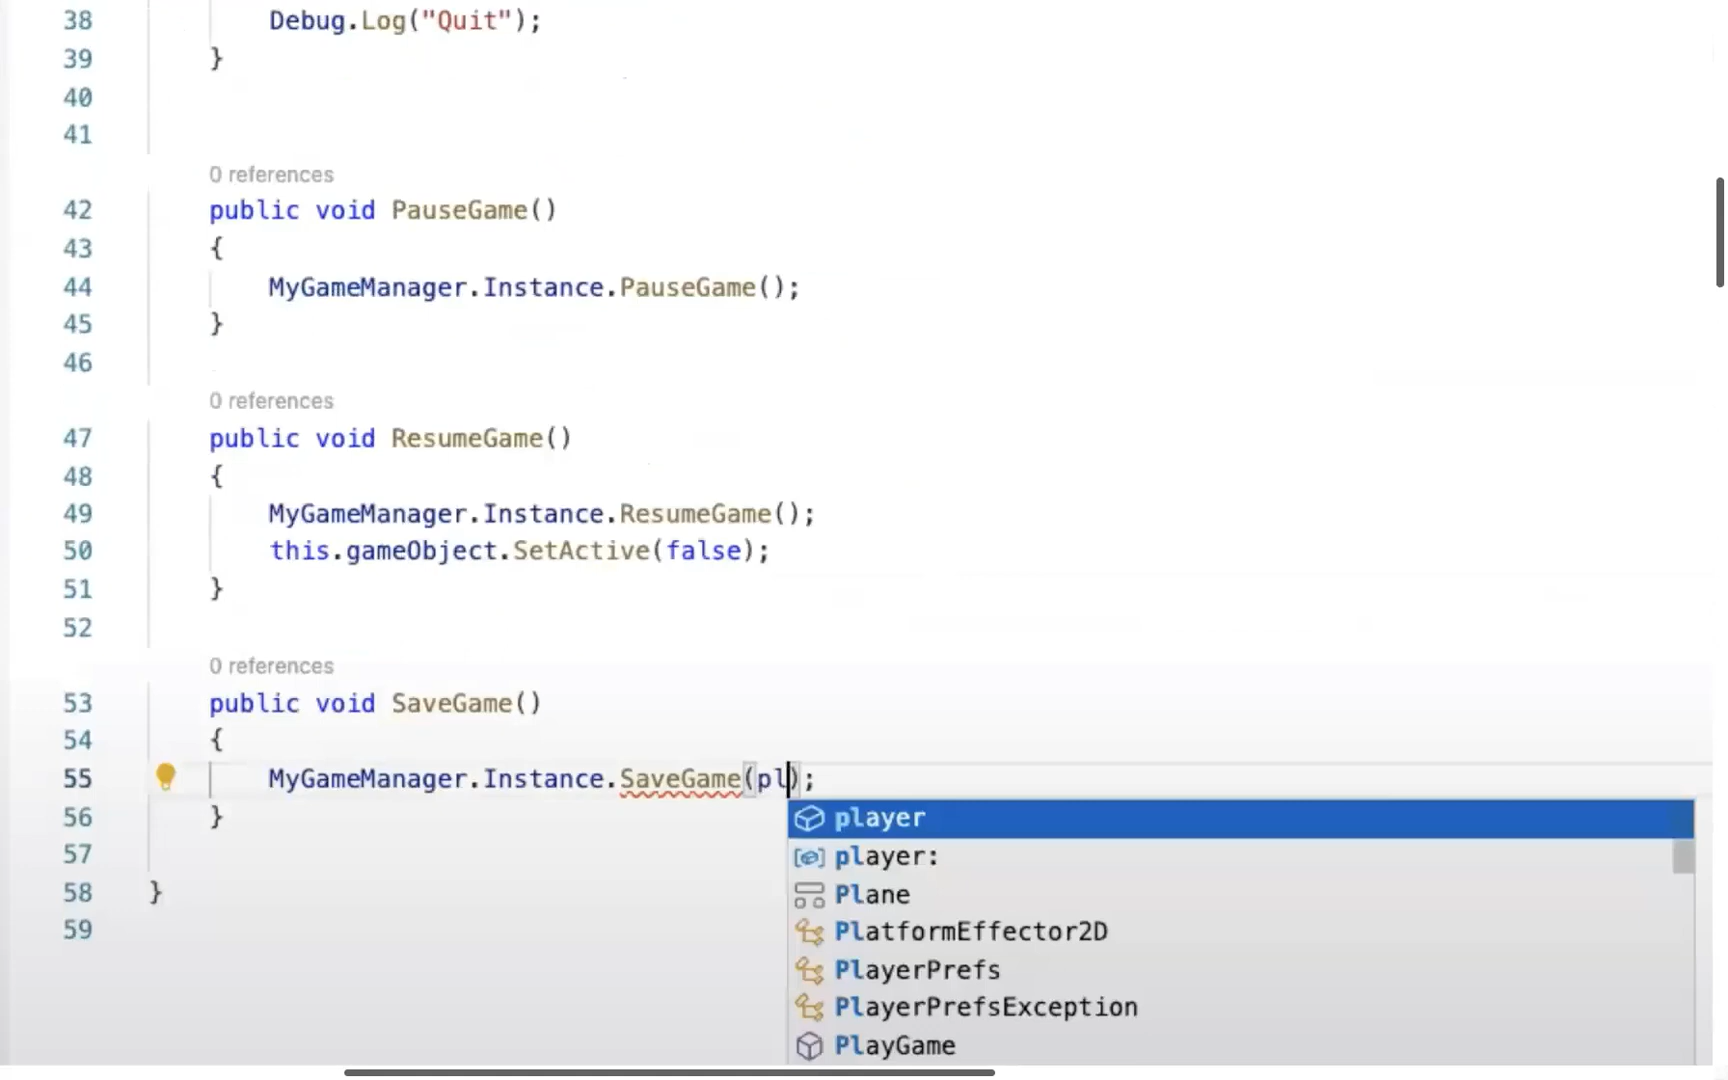 38 Debug.Log("Quit");
39 }
40
41
0 references
42 public void PauseGame()
43 {
44 MyGameManager.Instance.PauseGame();
45 }
46
0 references
47 public void ResumeGame()
48 {
49 MyGameManager.Instance.ResumeGame();
50 this.gameObject.SetActive(false);
51 }
52
0 references
53 public void SaveGame()
54 {
55 MyGameManager.Instance.SaveGame(pl);
56 }
player
57
player:
58 }
Plane
59
PlatformEffector2D
PlayerPrefs
PlayerPrefsException
PlayGame